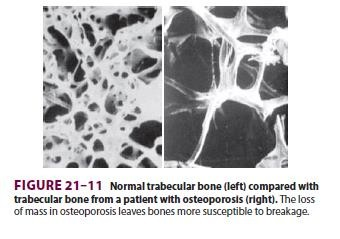 FIGURE 21–11 Normal trabecular bone (left) compared with
trabecular bone from a patient with osteoporosis (right). The loss
of mass in osteoporosis leaves bones more susceptible to breakage.